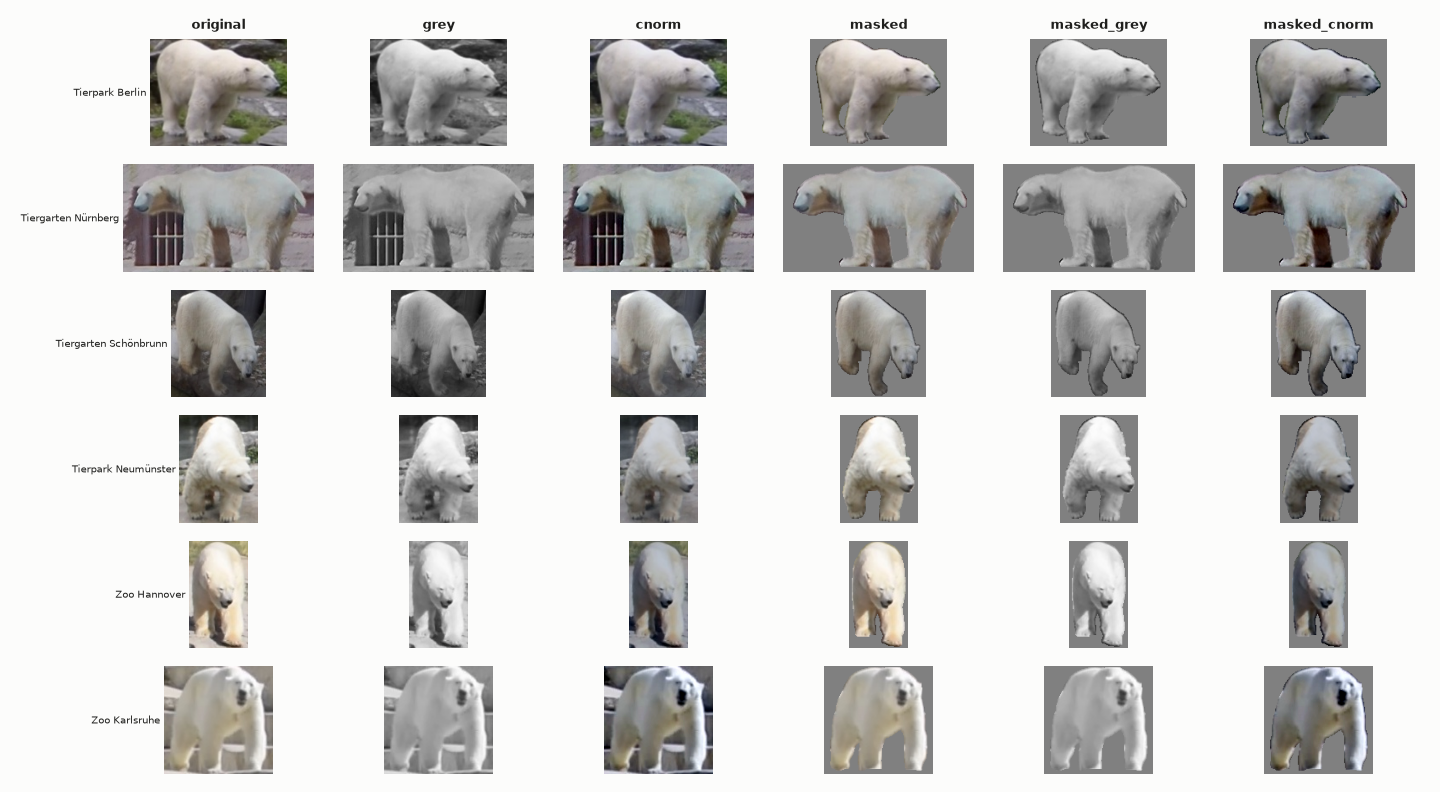 original grey cnorm masked masked_grey masked_cnorm
Tierpark Berlin
Tiergarten Nürnberg
Tiergarten Schönbrunn
Tierpark Neumünster
Zoo Hannover
Zoo Karlsruhe